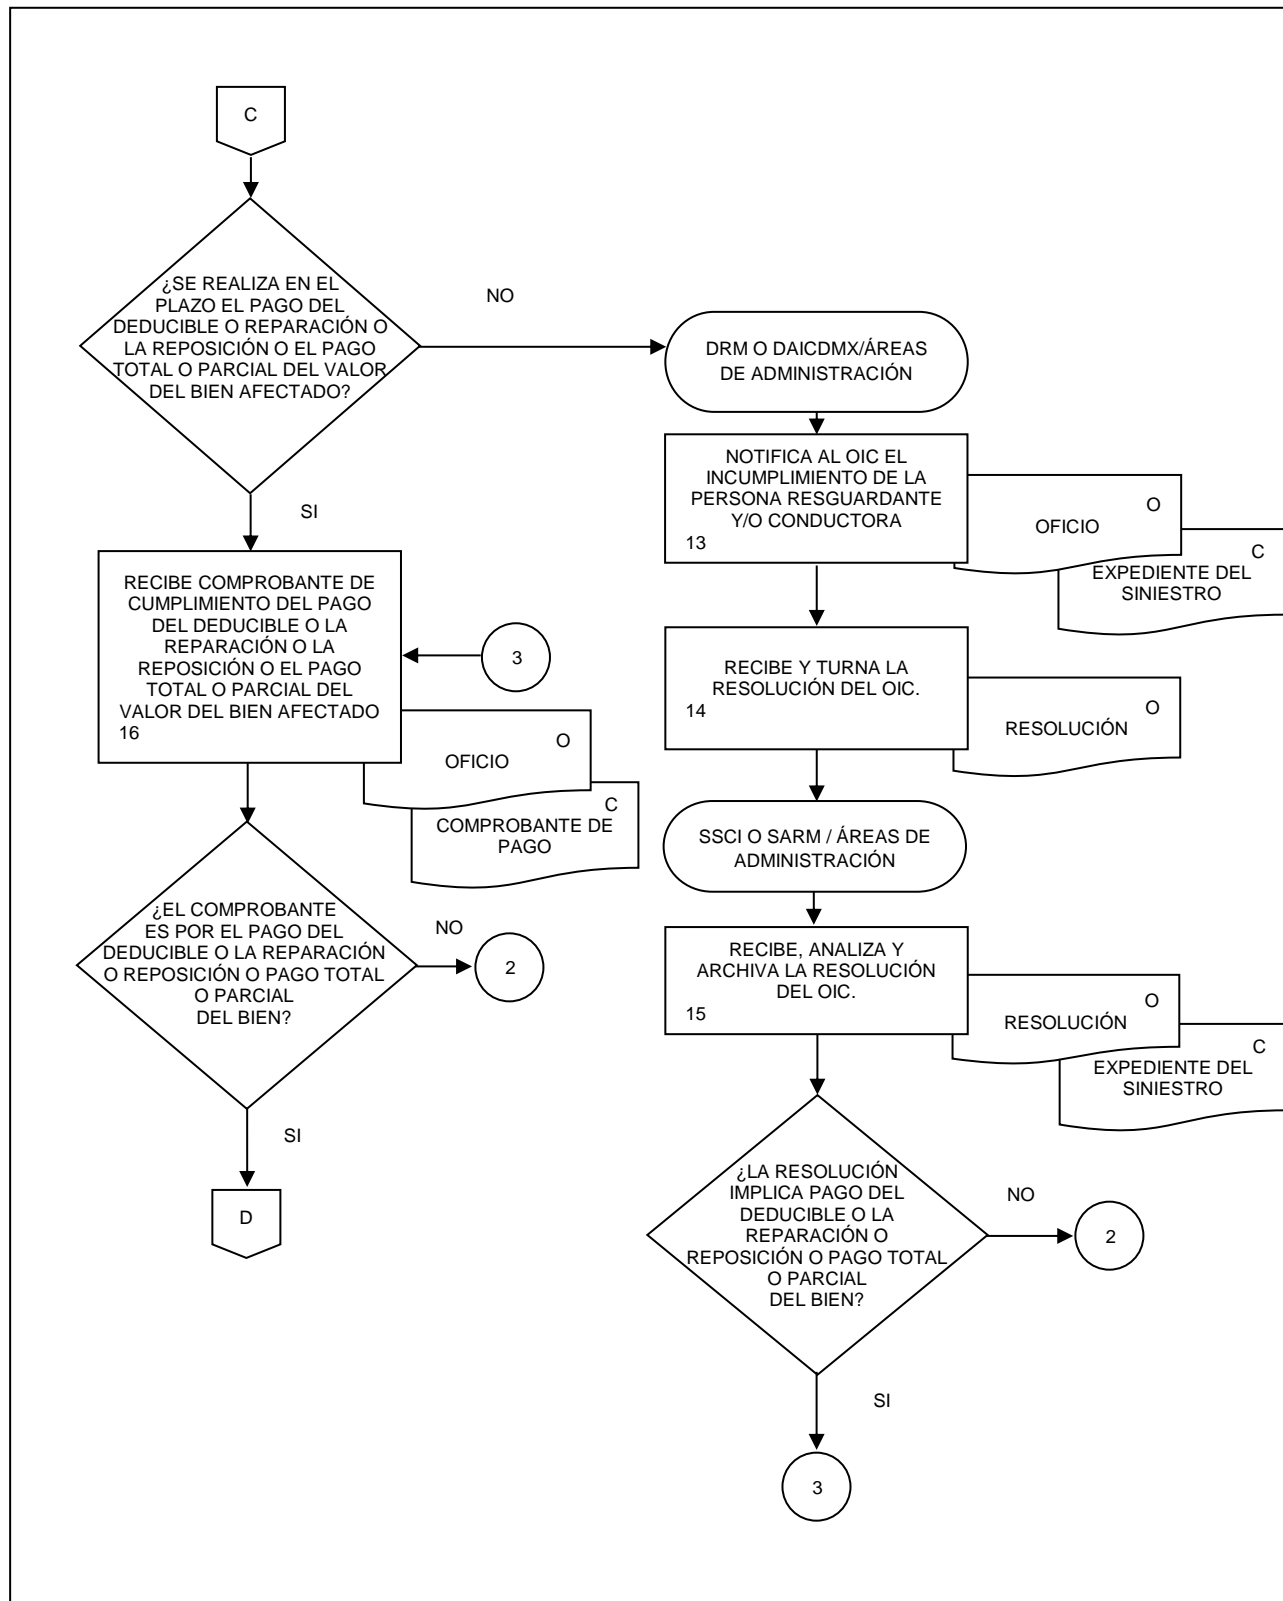 C
¿SE REALIZA EN EL
PLAZO EL PAGO DEL
DEDUCIBLE O REPARACIÓN O
LA REPOSICIÓN O EL PAGO
TOTAL O PARCIAL DEL VALOR
DEL BIEN AFECTADO?
NO
SI
RECIBE COMPROBANTE DE
CUMPLIMIENTO DEL PAGO
DEL DEDUCIBLE O LA
REPARACIÓN O LA
REPOSICIÓN O EL PAGO
TOTAL O PARCIAL DEL
VALOR DEL BIEN AFECTADO
16
3
O
OFICIO
C
COMPROBANTE DE
PAGO
¿EL COMPROBANTE
ES POR EL PAGO DEL
DEDUCIBLE O LA REPARACIÓN
O REPOSICIÓN O PAGO TOTAL
O PARCIAL
DEL BIEN?
NO
2
SI
D
DRM O DAICDMX/ÁREAS
DE ADMINISTRACIÓN
NOTIFICA AL OIC EL
INCUMPLIMIENTO DE LA
PERSONA RESGUARDANTE
Y/O CONDUCTORA
13
O
OFICIO
C
EXPEDIENTE DEL
SINIESTRO
RECIBE Y TURNA LA
RESOLUCIÓN DEL OIC.
14
O
RESOLUCIÓN
SSCI O SARM / ÁREAS DE
ADMINISTRACIÓN
RECIBE, ANALIZA Y
ARCHIVA LA RESOLUCIÓN
DEL OIC.
15
O
RESOLUCIÓN
C
EXPEDIENTE DEL
SINIESTRO
¿LA RESOLUCIÓN
IMPLICA PAGO DEL
DEDUCIBLE O LA
REPARACIÓN O
REPOSICIÓN O PAGO TOTAL
O PARCIAL
DEL BIEN?
NO
2
SI
3